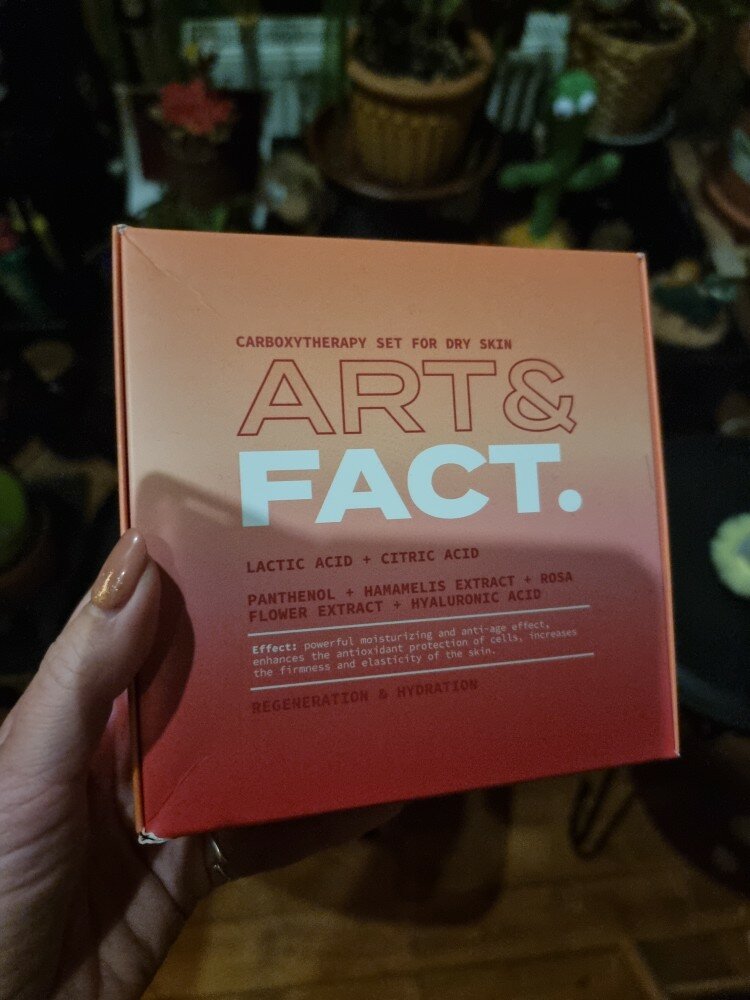 CARBOXYTHERAPY SET FOR DRY SKIN
ART&
FACT.
LACTIC ACID + CITRIC ACID
PANTHENOL + HAMAMELIS EXTRACT + ROSA
FLOWER EXTRACT + HYALURONIC ACID
Effect: powerful moisturizing and anti-age effect,
enhances the antioxidant protection of cells, increases
the firmness and elasticity of the skin.
REGENERATION & HYDRATION